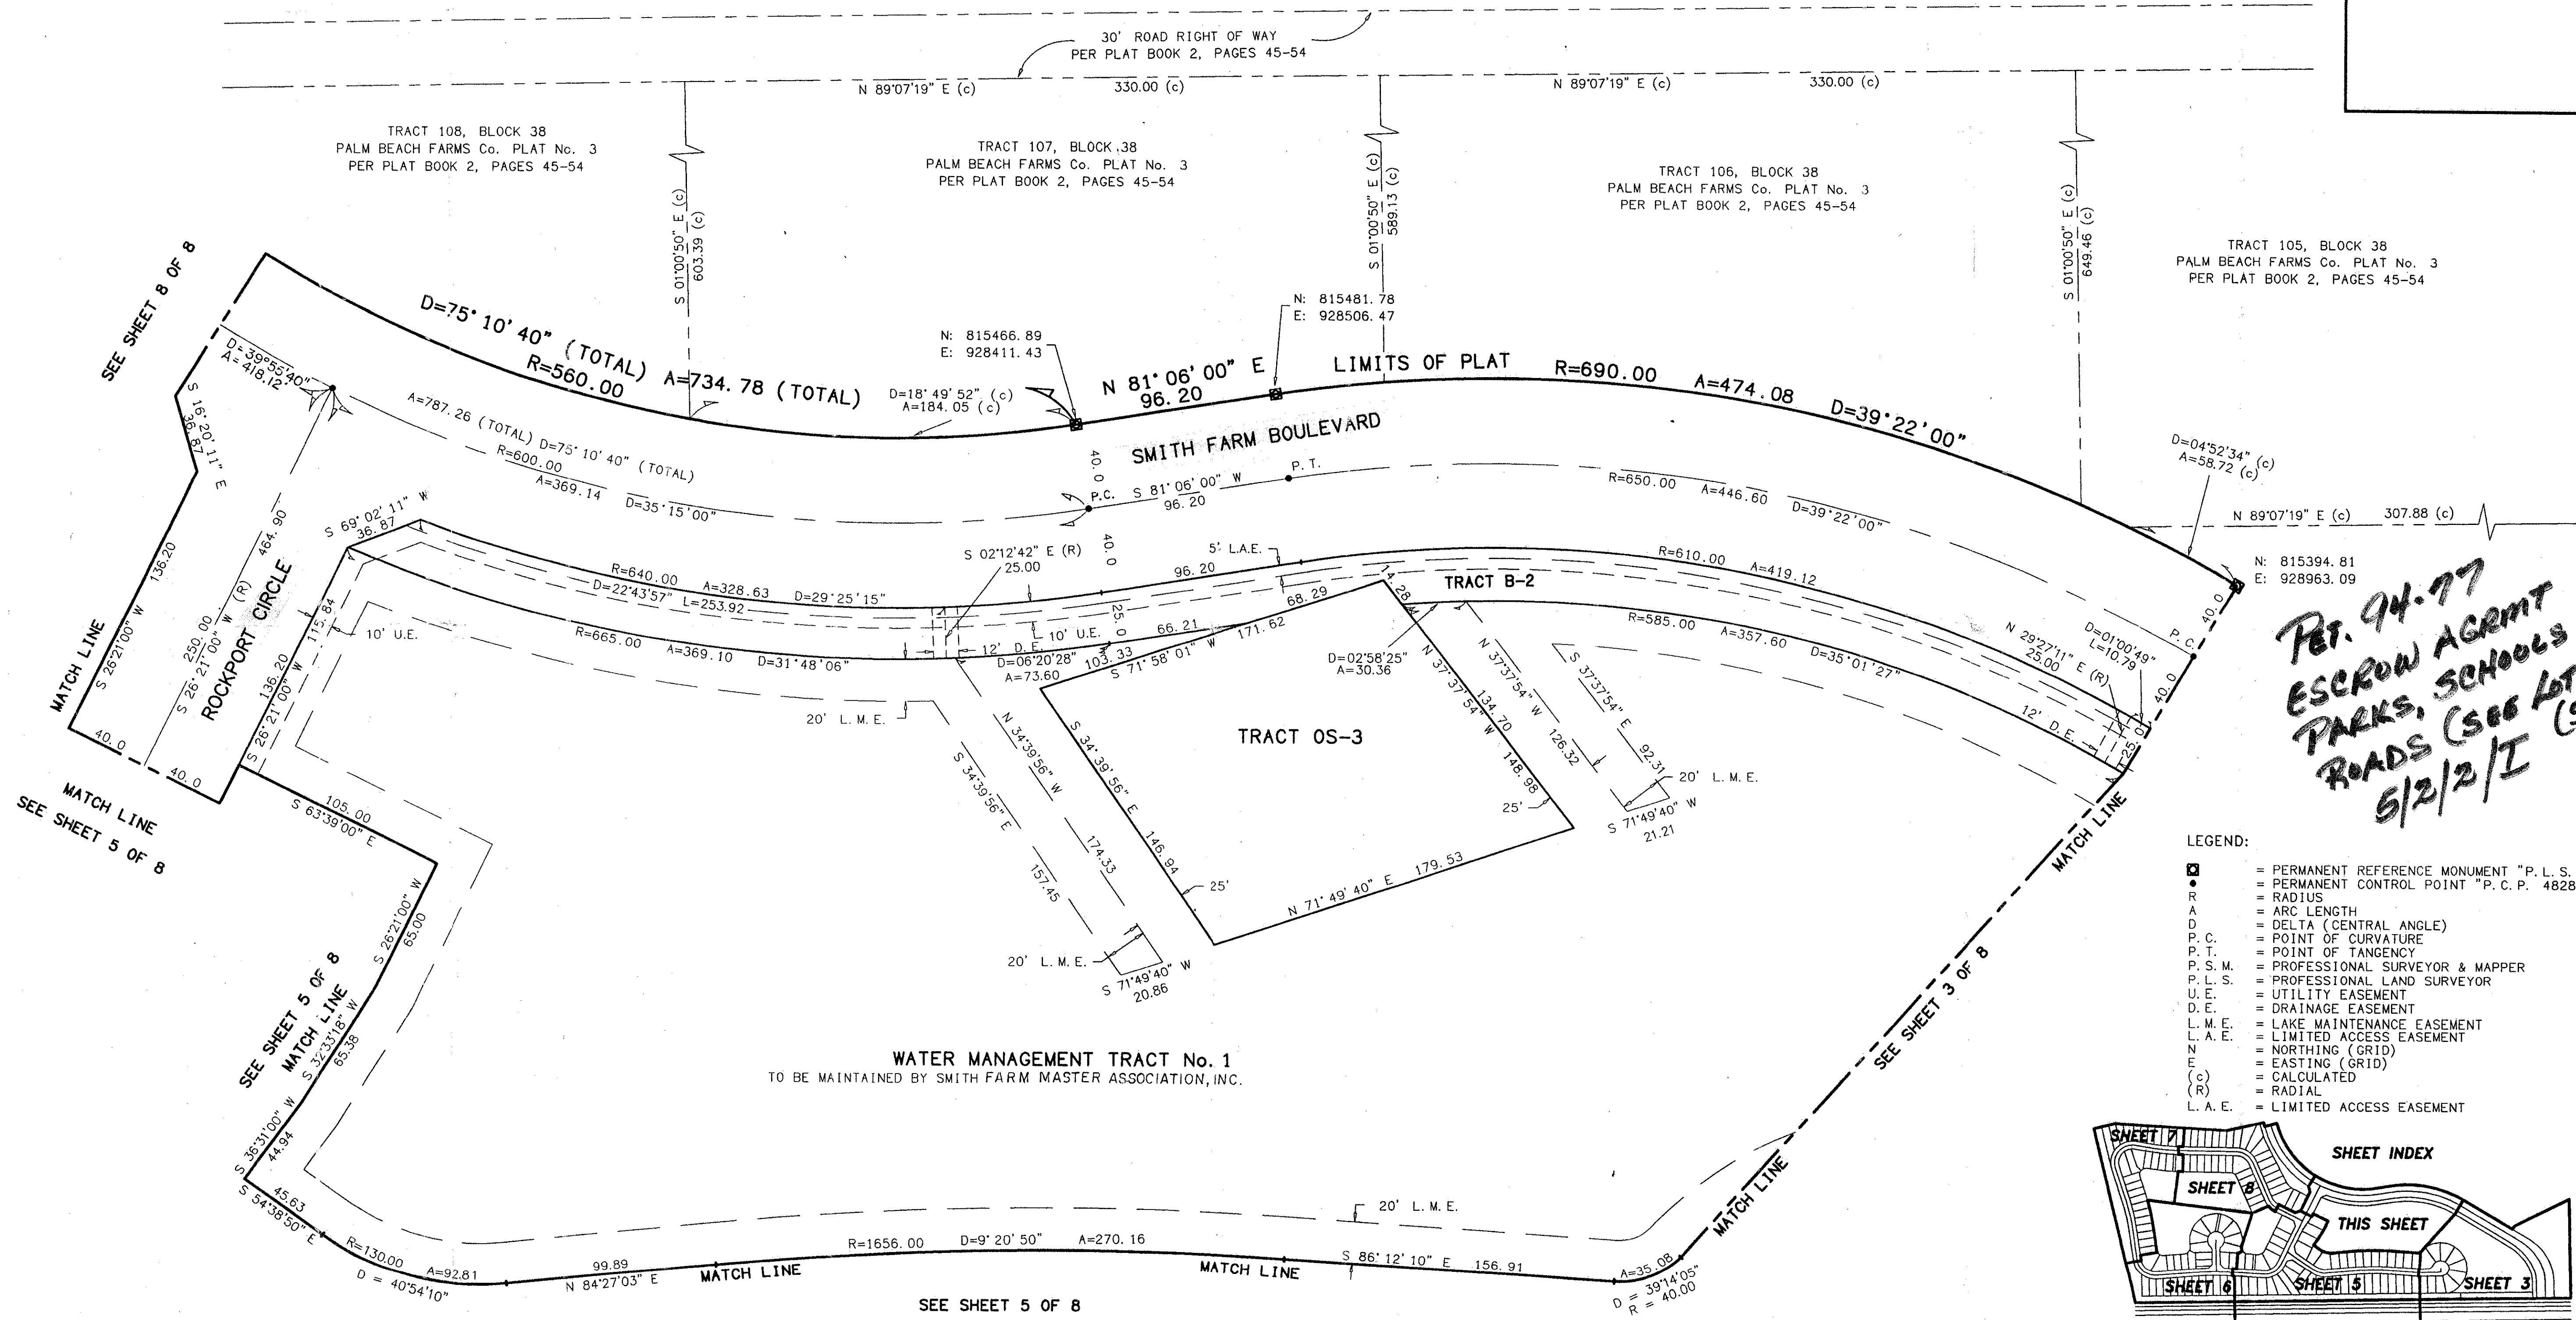 30' ROAD RIGHT OF WAY
PER PLAT BOOK 2, PAGES 45-54
N 89°07'19" E (c)
330.00 (c)
N 89°07'19" E (c)
330.00 (c)
TRACT 108, BLOCK 38
PALM BEACH FARMS Co. PLAT No. 3
PER PLAT BOOK 2, PAGES 45-54
S 01°00'50" E (c)
603.39 (c)
TRACT 107, BLOCK 38
PALM BEACH FARMS Co. PLAT No. 3
PER PLAT BOOK 2, PAGES 45-54
S 01°00'50" E (c)
589.13 (c)
TRACT 106, BLOCK 38
PALM BEACH FARMS Co. PLAT No. 3
PER PLAT BOOK 2, PAGES 45-54
S 01°00'50" E (c)
649.46 (c)
TRACT 105, BLOCK 38
PALM BEACH FARMS Co. PLAT No. 3
PER PLAT BOOK 2, PAGES 45-54
SEE SHEET 8 OF 8
D=75°10'40" (TOTAL)
R=560.00
A=734.78 (TOTAL)
N: 815466.89
E: 928411.43
N: 815481.78
E: 928506.47
D=18°49'52" (c)
A=184.05 (c)
N 81°06'00" E
96.20
LIMITS OF PLAT
R=690.00
A=474.08
D=39°22'00"
D=39°55'40"
A=418.12
S 16°20'11" E
36.87
A=787.26 (TOTAL) D=75°10'40" (TOTAL)
R=600.00
A=369.14
D=35°15'00"
SMITH FARM BOULEVARD
40.0
P.C.
S 81°06'00" W
96.20
P.T.
R=650.00
A=446.60
D=39°22'00"
D=04°52'34" (c)
A=58.72 (c)
N 89°07'19" E (c)
307.88 (c)
N: 815394.81
E: 928963.09
40.0
P.C.
40.0
S 69°02'11" W
36.87
464.90
136.20
S 26°21'00" W
MATCH LINE
250.00
S 26°21'00" W (R)
ROCKPORT CIRCLE
115.84
136.20
S 26°21'00" W
10' U.E.
40.0
40.0
MATCH LINE
SEE SHEET 5 OF 8
R=640.00
A=328.63
D=29°25'15"
D=22°43'57"
L=253.92
R=665.00
A=369.10
D=31°48'06"
S 02°12'42" E (R)
25.00
40.0
96.20
5' L.A.E.
25.0
10' U.E.
12' D.E.
66.21
68.29
171.62
D=06°20'28"
A=73.60
103.33
S 71°58'01" W
14.28
TRACT B-2
R=610.00
A=419.12
R=585.00
A=357.60
D=35°01'27"
D=02°58'25"
A=30.36
N 29°27'11" E (R)
25.00
D=01°00'49"
L=10.79
12' D.E.
25.0
PET. 94-77
ESCROW AGRMT
PARKS, SCHOOLS
ROADS (SEE LOT
5/2/2/I
20' L.M.E.
N 34°39'56" W
174.33
S 34°39'56" E
157.45
S 34°39'56" E
146.94
25'
TRACT OS-3
N 37°37'54" W
134.70
148.98
25'
N 71°49'40" E
179.53
N 37°37'54" W
126.32
S 37°37'54" E
92.31
20' L.M.E.
S 71°49'40" W
21.21
20' L.M.E.
S 71°49'40" W
20.86
105.00
S 63°39'00" E
S 26°21'00" W
65.00
SEE SHEET 5 OF 8
MATCH LINE
S 32°33'18" W
65.38
S 36°31'00" W
44.94
45.63
S 54°38'50" E
WATER MANAGEMENT TRACT No. 1
TO BE MAINTAINED BY SMITH FARM MASTER ASSOCIATION, INC.
MATCH LINE
SEE SHEET 3 OF 8
MATCH LINE
20' L.M.E.
R=130.00
A=92.81
D = 40°54'10"
99.89
N 84°27'03" E
MATCH LINE
R=1656.00
D=9°20'50"
A=270.16
MATCH LINE
S 86°12'10" E
156.91
A=35.08
D = 39°14'05"
R = 40.00
SEE SHEET 5 OF 8
LEGEND:
= PERMANENT REFERENCE MONUMENT "P.L.S.
= PERMANENT CONTROL POINT "P.C.P. 4828
R = RADIUS
A = ARC LENGTH
D = DELTA (CENTRAL ANGLE)
P.C. = POINT OF CURVATURE
P.T. = POINT OF TANGENCY
P.S.M. = PROFESSIONAL SURVEYOR & MAPPER
P.L.S. = PROFESSIONAL LAND SURVEYOR
U.E. = UTILITY EASEMENT
D.E. = DRAINAGE EASEMENT
L.M.E. = LAKE MAINTENANCE EASEMENT
L.A.E. = LIMITED ACCESS EASEMENT
N = NORTHING (GRID)
E = EASTING (GRID)
(c) = CALCULATED
(R) = RADIAL
L.A.E. = LIMITED ACCESS EASEMENT
SHEET INDEX
SHEET 7
SHEET 8
THIS SHEET
SHEET 6
SHEET 5
SHEET 3